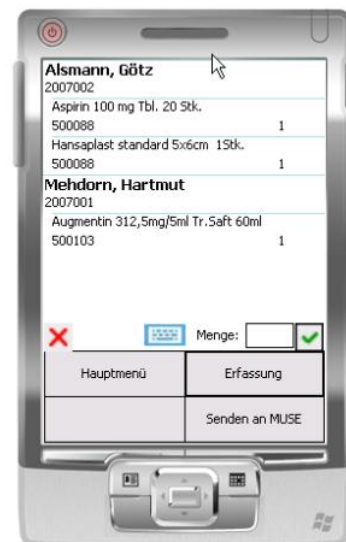 Alsmann, Götz
2007002
Aspirin 100 mg Tbl. 20 Stk.
500088 1
Hansaplast standard 5x6cm 1Stk.
500088 1
Mehdorn, Hartmut
2007001
Augmentin 312,5mg/5ml Tr.Saft 60ml
500103 1
Menge:
Hauptmenü Erfassung
Senden an MUSE